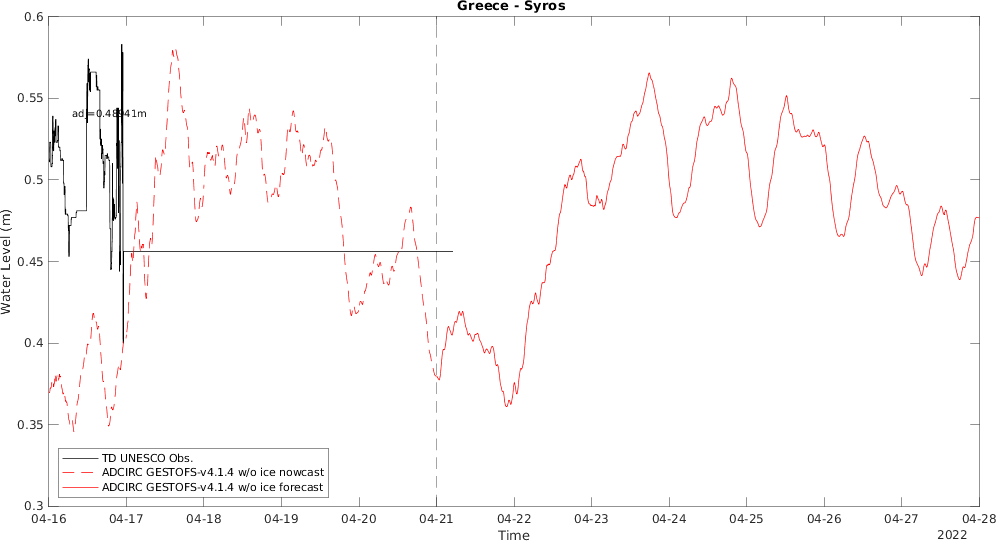 Greece - Syros
0.6
0.55
0.5
0.45
0.4
0.35
0.3
Water Level (m)
ad = 0.48941m
TD UNESCO Obs.
ADCIRC GESTOFS-v4.1.4 w/o ice nowcast
ADCIRC GESTOFS-v4.1.4 w/o ice forecast
04-16 04-17 04-18 04-19 04-20 04-21 04-22 04-23 04-24 04-25 04-26 04-27 04-28
Time
2022